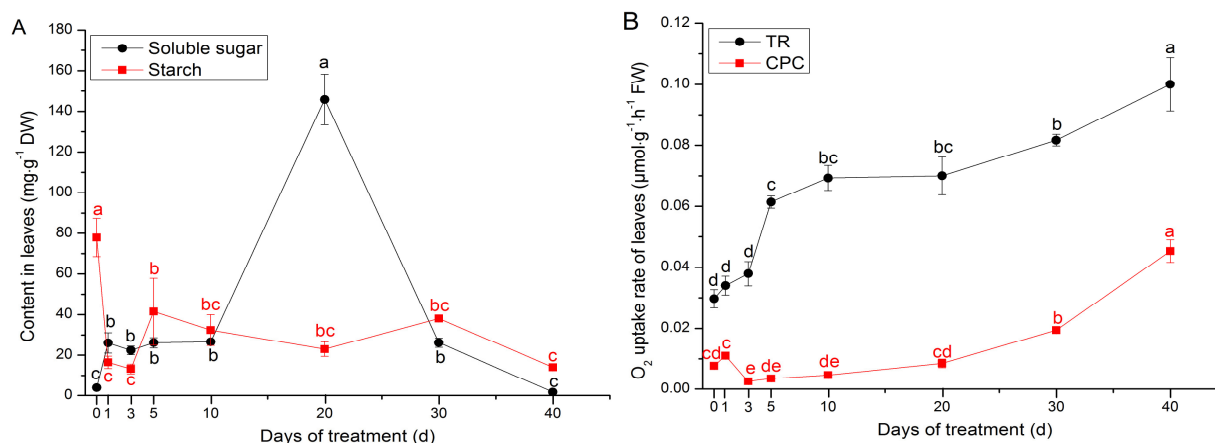 A
Soluble sugar
Starch
Content in leaves (mg·g⁻¹ DW)
180
160
140
120
100
80
60
40
20
0
a
c
b
c
b
c
b
b
bc
b
a
bc
bc
b
c
c
0 1 3 5 10 20 30 40
Days of treatment (d)
B
TR
CPC
O₂ uptake rate of leaves (μmol·g⁻¹·h⁻¹ FW)
0.12
0.10
0.08
0.06
0.04
0.02
0.00
d
d
d
c
bc
bc
b
a
cd
c
e
de
de
cd
b
a
0 1 3 5 10 20 30 40
Days of treatment (d)